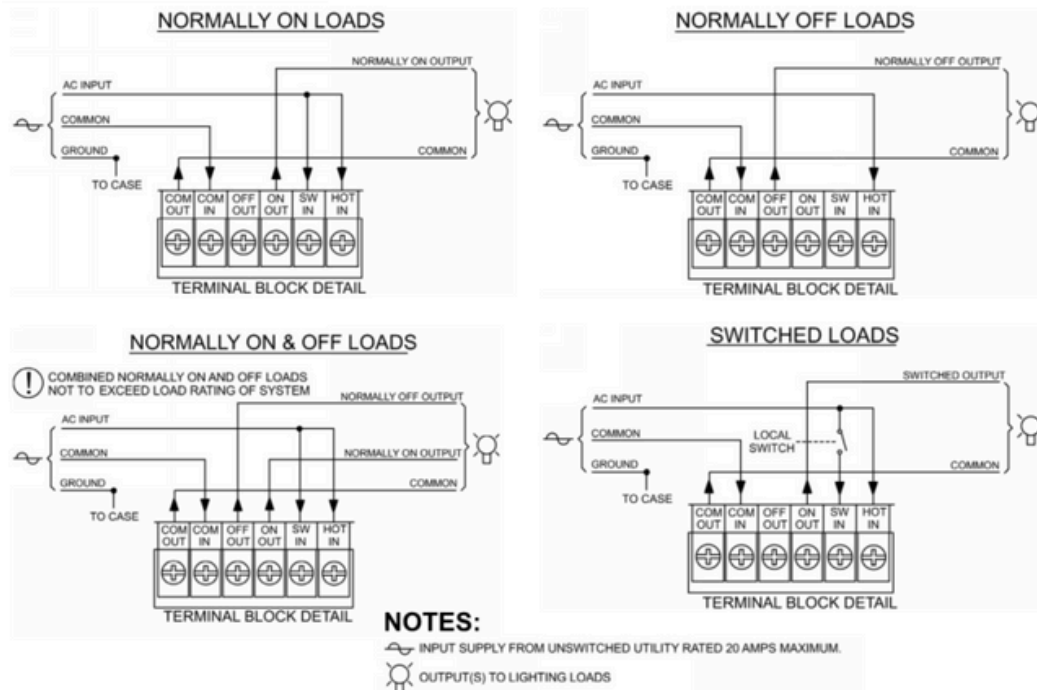 NORMALLY ON LOADS
NORMALLY ON OUTPUT
AC INPUT
COMMON
GROUND
COMMON
TO CASE
COM OUT
COM IN
OFF OUT
ON OUT
SW IN
HOT IN
TERMINAL BLOCK DETAIL
NORMALLY OFF LOADS
NORMALLY OFF OUTPUT
AC INPUT
COMMON
GROUND
COMMON
TO CASE
COM OUT
COM IN
OFF OUT
ON OUT
SW IN
HOT IN
TERMINAL BLOCK DETAIL
NORMALLY ON & OFF LOADS
! COMBINED NORMALLY ON AND OFF LOADS
NOT TO EXCEED LOAD RATING OF SYSTEM
NORMALLY OFF OUTPUT
AC INPUT
COMMON
NORMALLY ON OUTPUT
GROUND
COMMON
TO CASE
COM OUT
COM IN
OFF OUT
ON OUT
SW IN
HOT IN
TERMINAL BLOCK DETAIL
SWITCHED LOADS
SWITCHED OUTPUT
AC INPUT
COMMON
LOCAL
SWITCH
GROUND
COMMON
TO CASE
COM OUT
COM IN
OFF OUT
ON OUT
SW IN
HOT IN
TERMINAL BLOCK DETAIL
NOTES:
INPUT SUPPLY FROM UNSWITCHED UTILITY RATED 20 AMPS MAXIMUM.
OUTPUT(S) TO LIGHTING LOADS